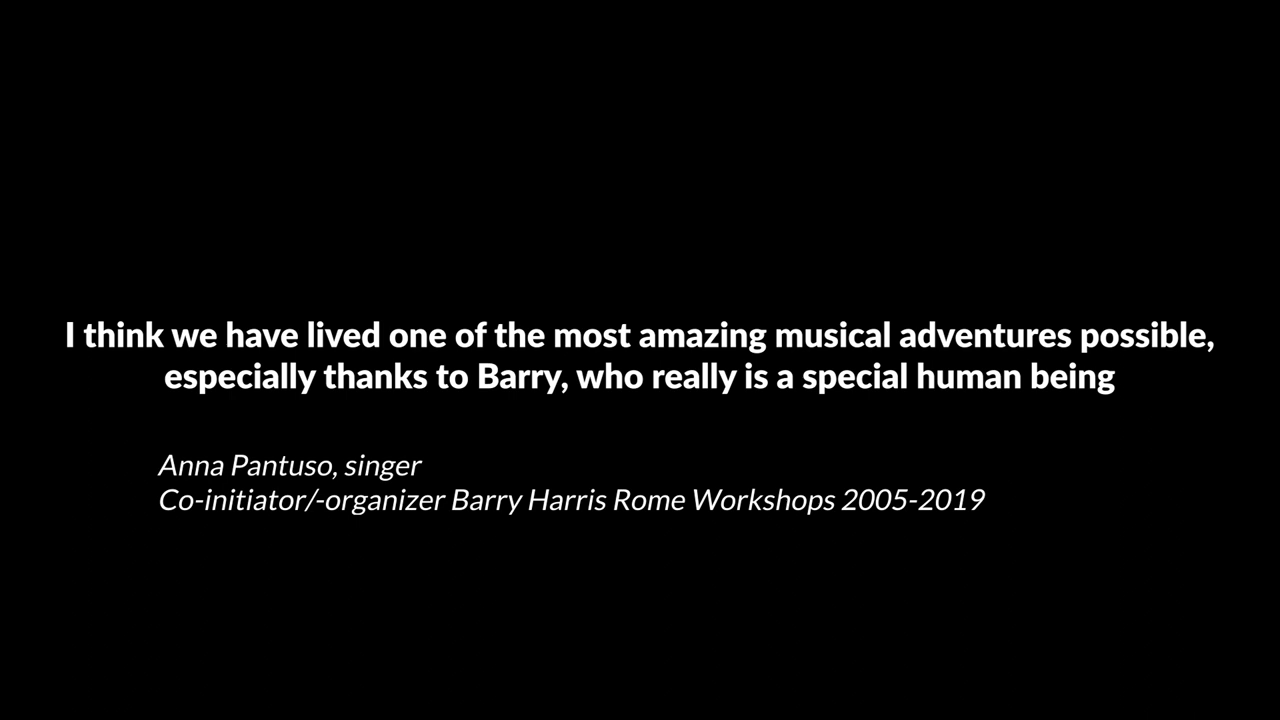 I think we have lived one of the most amazing musical adventures possible,
especially thanks to Barry, who really is a special human being
Anna Pantuso, singer
Co-initiator/-organizer Barry Harris Rome Workshops 2005-2019